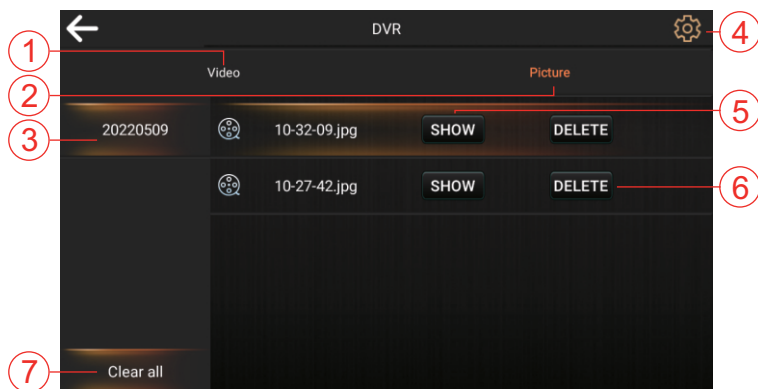 DVR
4
1
Video
Picture
2
5
3
20220509
10-32-09.jpg
SHOW
DELETE
10-27-42.jpg
SHOW
DELETE
6
7
Clear all